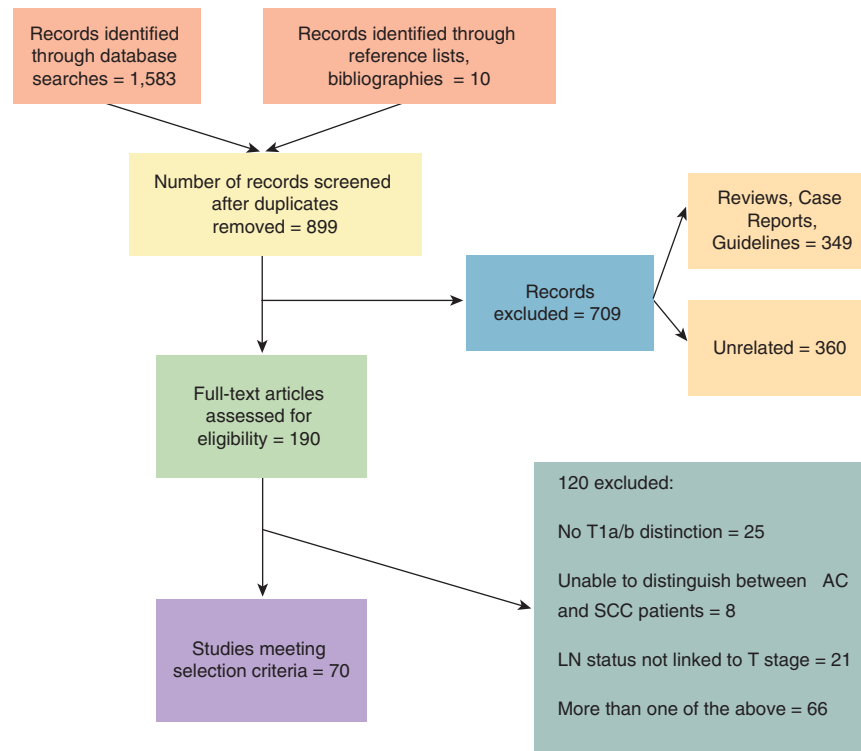 Records identified
through database
searches = 1,583
Records identified through
reference lists,
bibliographies = 10
Number of records screened
after duplicates
removed = 899
Reviews, Case
Reports,
Guidelines = 349
Records
excluded = 709
Unrelated = 360
Full-text articles
assessed for
eligibility = 190
120 excluded:
No T1a/b distinction = 25
Unable to distinguish between AC
and SCC patients = 8
LN status not linked to T stage = 21
More than one of the above = 66
Studies meeting
selection criteria = 70